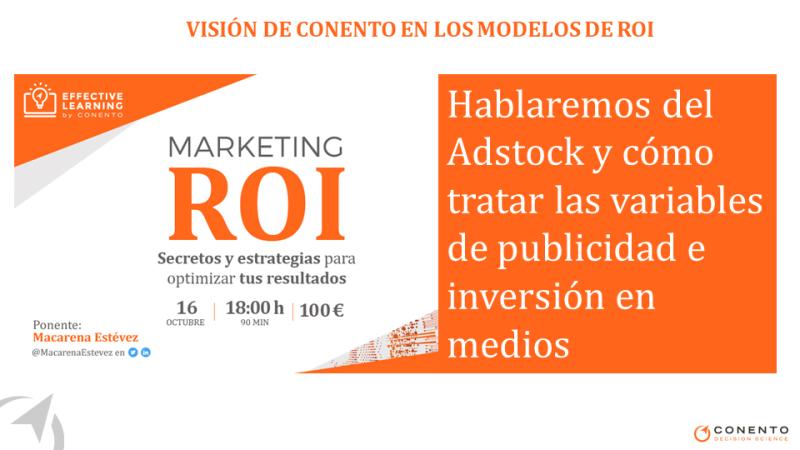 VISIÓN DE CONENTO EN LOS MODELOS DE ROI
EFFECTIVE
LEARNING
by CONENTO
MARKETING
ROI
Secretos y estrategias para
optimizar tus resultados
16
OCTUBRE
18:00 h
90 MIN
100 €
Ponente:
Macarena Estévez
@MacarenaEstevez en
Hablaremos del
Adstock y cómo
tratar las variables
de publicidad e
inversión en
medios
CONENTO
DECISION SCIENCE